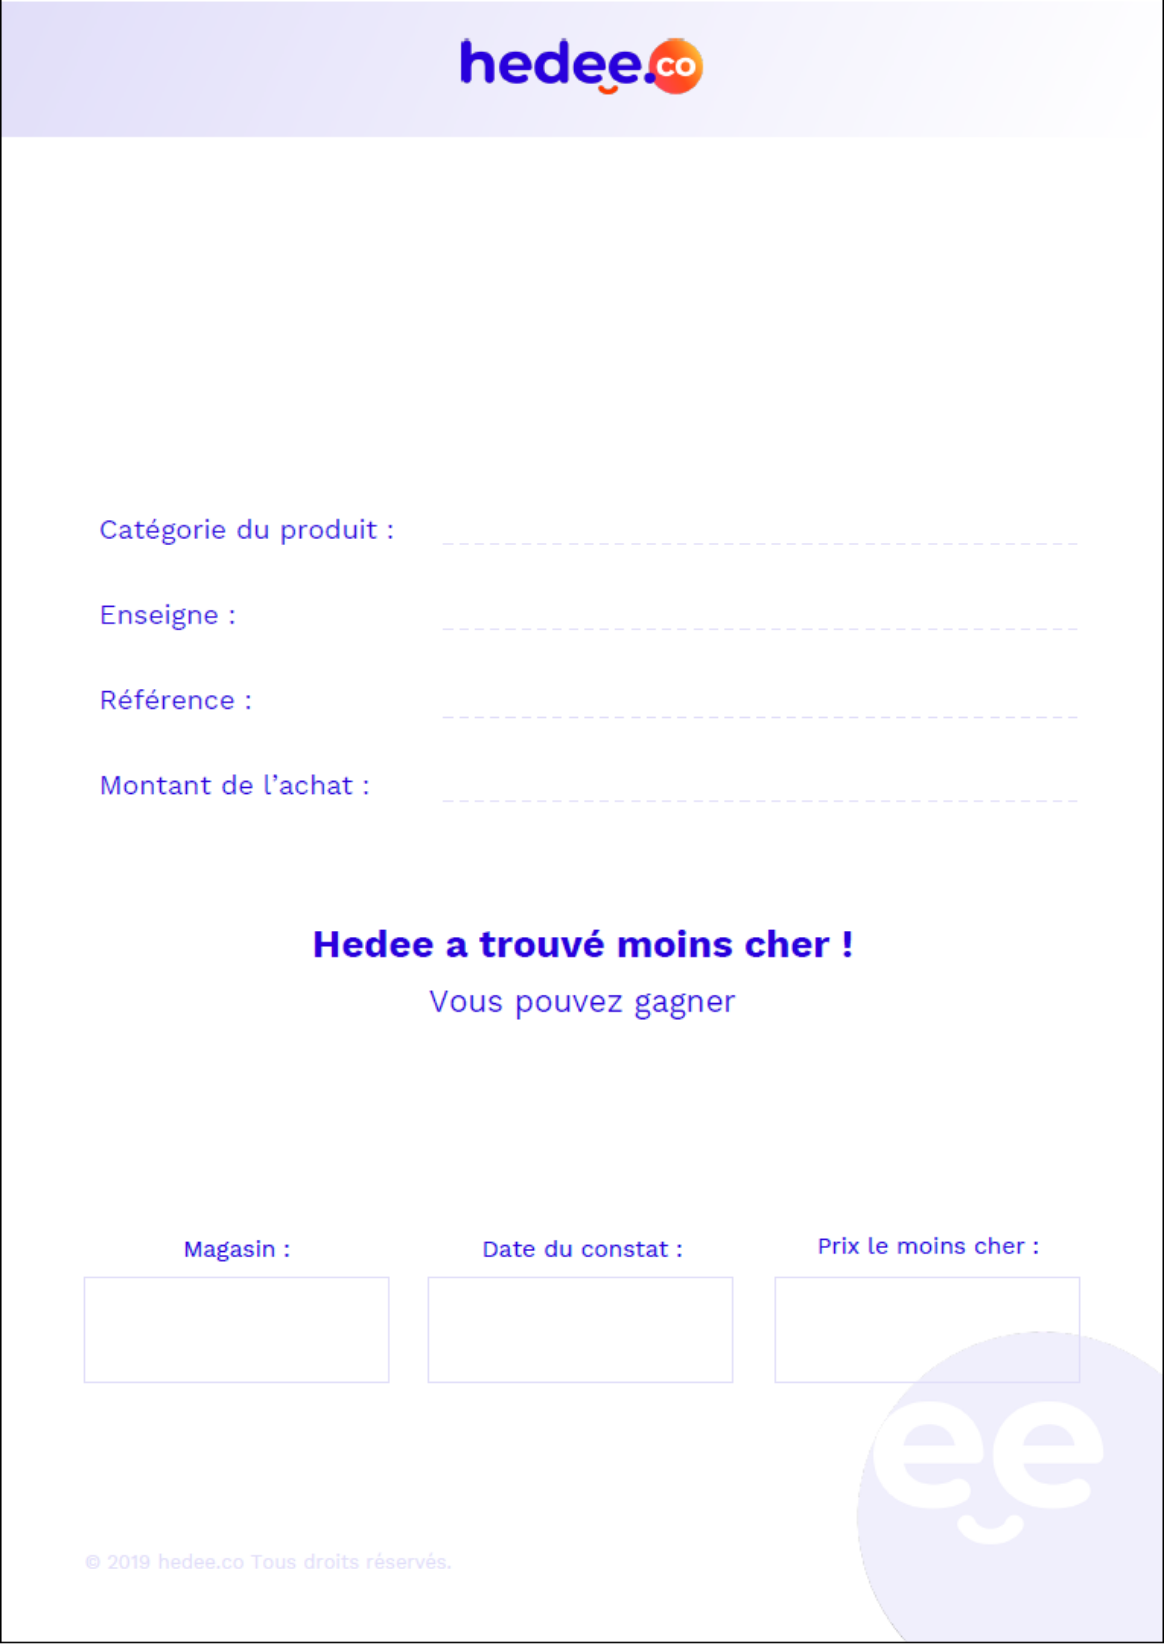 hedee.co
Catégorie du produit :
Enseigne :
Référence :
Montant de l’achat :
Hedee a trouvé moins cher !
Vous pouvez gagner
Magasin :
Date du constat :
Prix le moins cher :
ee
© 2019 hedee.co Tous droits réservés.